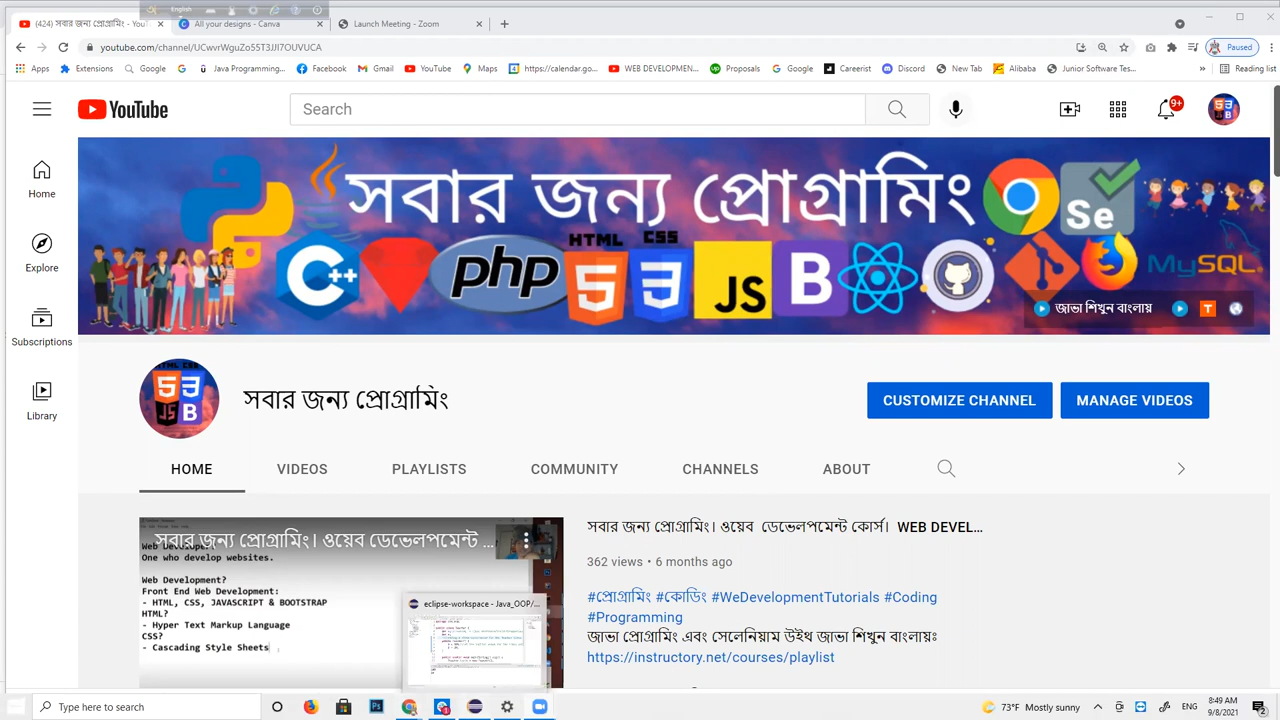 English
(424) সবার জন্য প্রোগ্রামিং - YouT
All your designs - Canva
Launch Meeting - Zoom
youtube.com/channel/UCwvrWguZo55T3JJI7OUVUCA
Paused
Apps
Extensions
Google
Java Programming...
Facebook
Gmail
YouTube
Maps
https://calendar.go...
WEB DEVELOPMEN...
Proposals
Google
Careerist
Discord
New Tab
Alibaba
Junior Software Tes...
Reading list
YouTube
Search
9+
Home
Explore
Subscriptions
Library
সবার জন্য প্রোগ্রামিং
Se
C++
php
HTML
5
CSS
3
JS
B
MySQL
জাভা শিখুন বাংলায়
সবার জন্য প্রোগ্রামিং
CUSTOMIZE CHANNEL
MANAGE VIDEOS
HOME
VIDEOS
PLAYLISTS
COMMUNITY
CHANNELS
ABOUT
সবার জন্য প্রোগ্রামিং। ওয়েব ডেভেলপমেন্ট ...
Web Developer?
One who develop websites.
Web Development?
Front End Web Development:
- HTML, CSS, JAVASCRIPT & BOOTSTRAP
HTML?
- Hyper Text Markup Language
CSS?
- Cascading Style Sheets
eclipse-workspace - Java_OOP/...
সবার জন্য প্রোগ্রামিং। ওয়েব ডেভেলপমেন্ট কোর্স। WEB DEVEL...
362 views • 6 months ago
#প্রোগ্রামিং #কোডিং #WeDevelopmentTutorials #Coding
#Programming
জাভা প্রোগ্রামিং এবং সেলেনিয়াম উইথ জাভা শিখুন বাংলায়ঃ
https://instructory.net/courses/playlist
Type here to search
73°F Mostly sunny
ENG
8:49 AM
9/8/2021